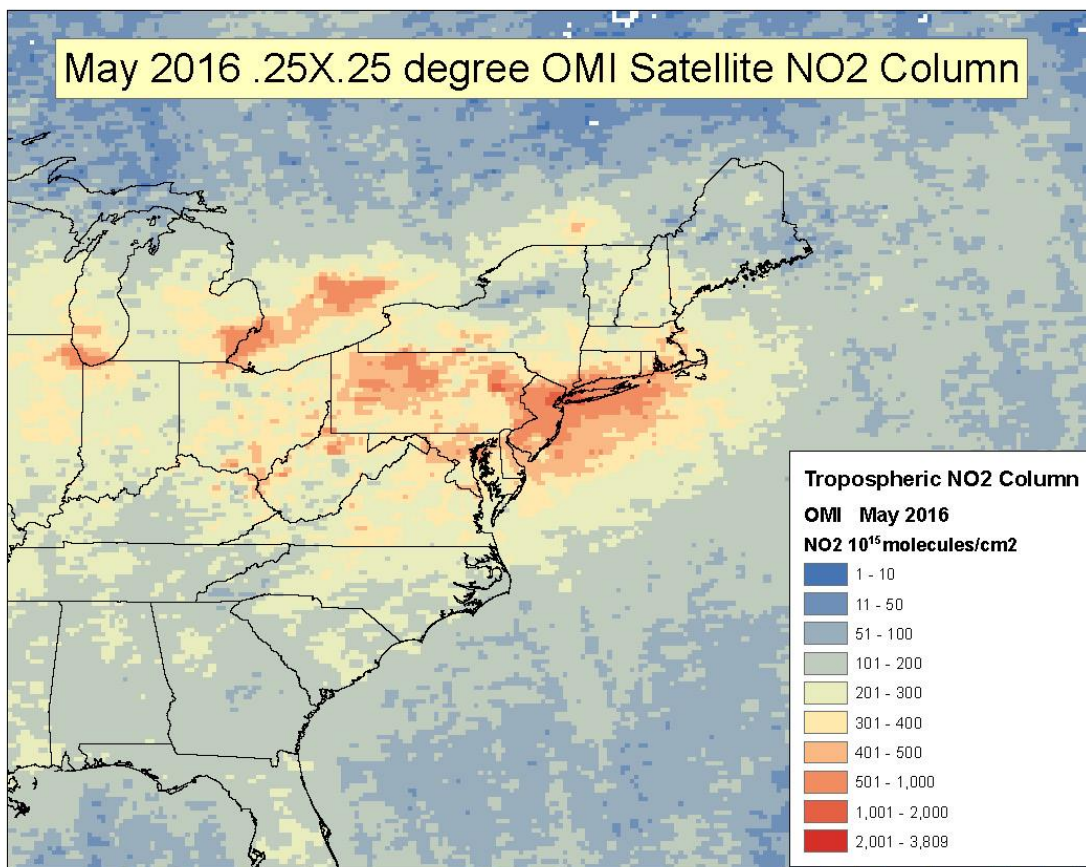 May 2016 .25X.25 degree OMI Satellite NO2 Column
Tropospheric NO2 Column
OMI May 2016
NO2 10¹⁵ molecules/cm2
1 - 10
11 - 50
51 - 100
101 - 200
201 - 300
301 - 400
401 - 500
501 - 1,000
1,001 - 2,000
2,001 - 3,809